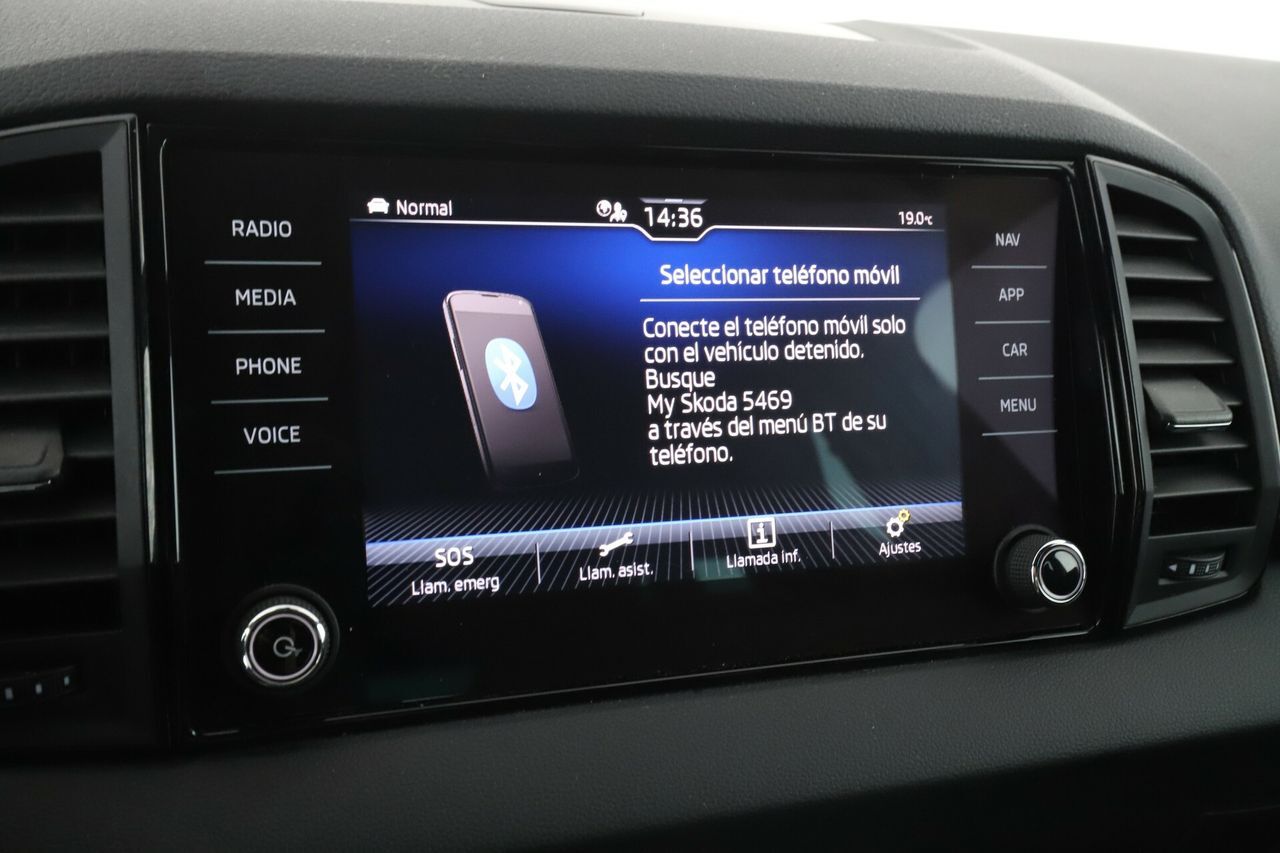 RADIO
MEDIA
PHONE
VOICE
Normal
14:36
19.0°C
Seleccionar teléfono móvil
Conecte el teléfono móvil solo
con el vehículo detenido.
Busque
My Skoda 5469
a través del menú BT de su
teléfono.
SOS
Llam. emerg
Llam. asist.
Llamada inf.
Ajustes
NAV
APP
CAR
MENU